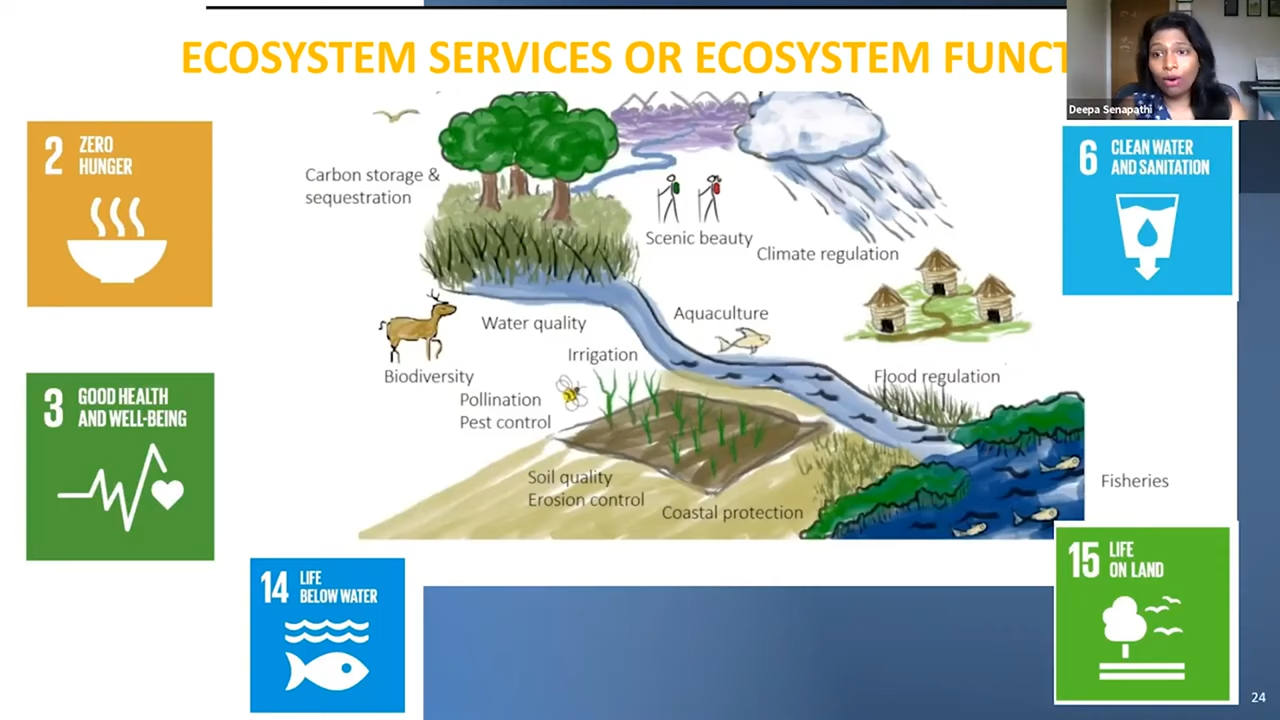 ECOSYSTEM SERVICES OR ECOSYSTEM FUNCT
Deepa Senapathi
2 ZERO
HUNGER
6 CLEAN WATER
AND SANITATION
Carbon storage &
sequestration
Scenic beauty
Climate regulation
Aquaculture
Water quality
Irrigation
Biodiversity
Flood regulation
Pollination
Pest control
3 GOOD HEALTH
AND WELL-BEING
Soil quality
Erosion control
Coastal protection
Fisheries
14 LIFE
BELOW WATER
15 LIFE
ON LAND
24